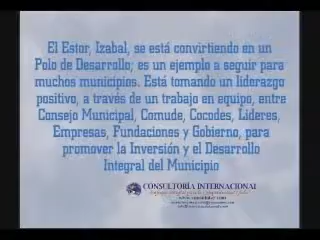 El Estor, Izabal, se está convirtiendo en un
Polo de Desarrollo; es un ejemplo a seguir para
muchos municipios. Está tomando un liderazgo
positivo, a través de un trabajo en equipo, entre
Consejo Municipal, Comude, Cocodes, Lideres,
Empresas, Fundaciones y Gobierno, para
promover la Inversión y el Desarrollo
Integral del Municipio
CONSULTORÍA INTERNACIONAL